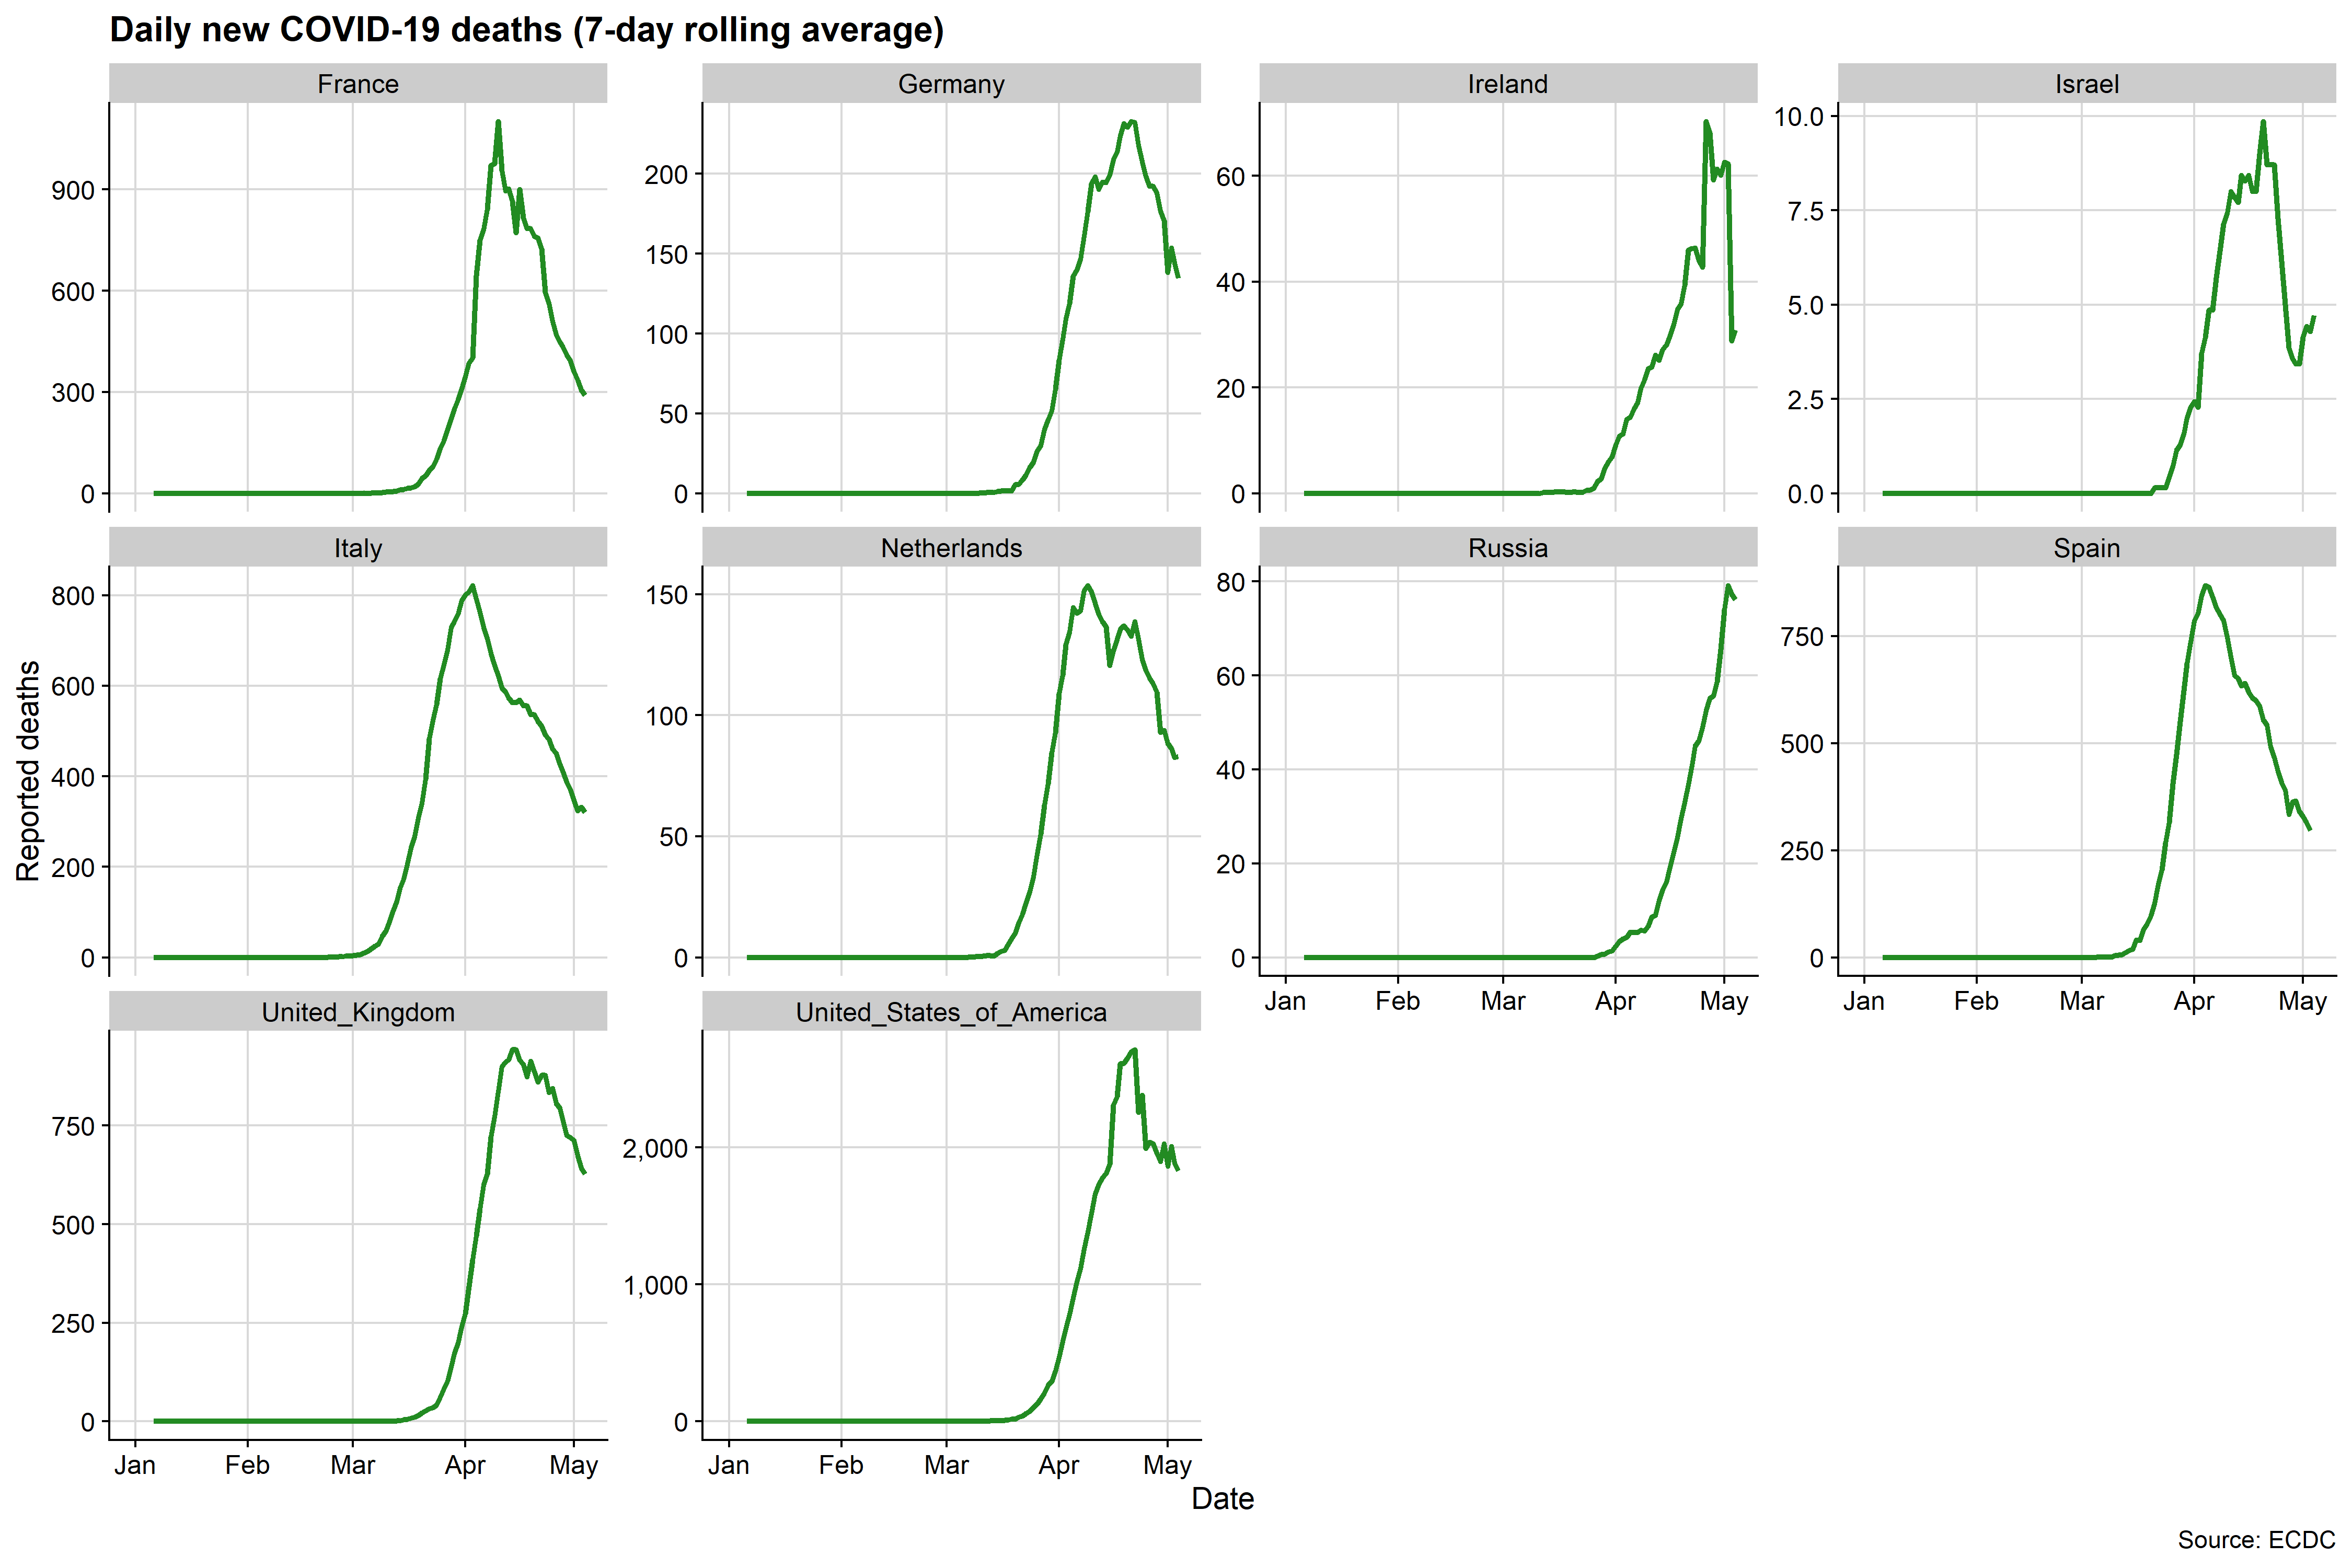 Daily new COVID-19 deaths (7-day rolling average)
France
Germany
Ireland
Israel
900
600
300
0
200
150
100
50
0
60
40
20
0
10.0
7.5
5.0
2.5
0.0
Italy
Netherlands
Russia
Spain
800
600
400
200
0
150
100
50
0
80
60
40
20
0
750
500
250
0
Jan Feb Mar Apr May
Jan Feb Mar Apr May
United_Kingdom
United_States_of_America
750
500
250
0
2,000
1,000
0
Jan Feb Mar Apr May
Jan Feb Mar Apr May
Reported deaths
Date
Source: ECDC